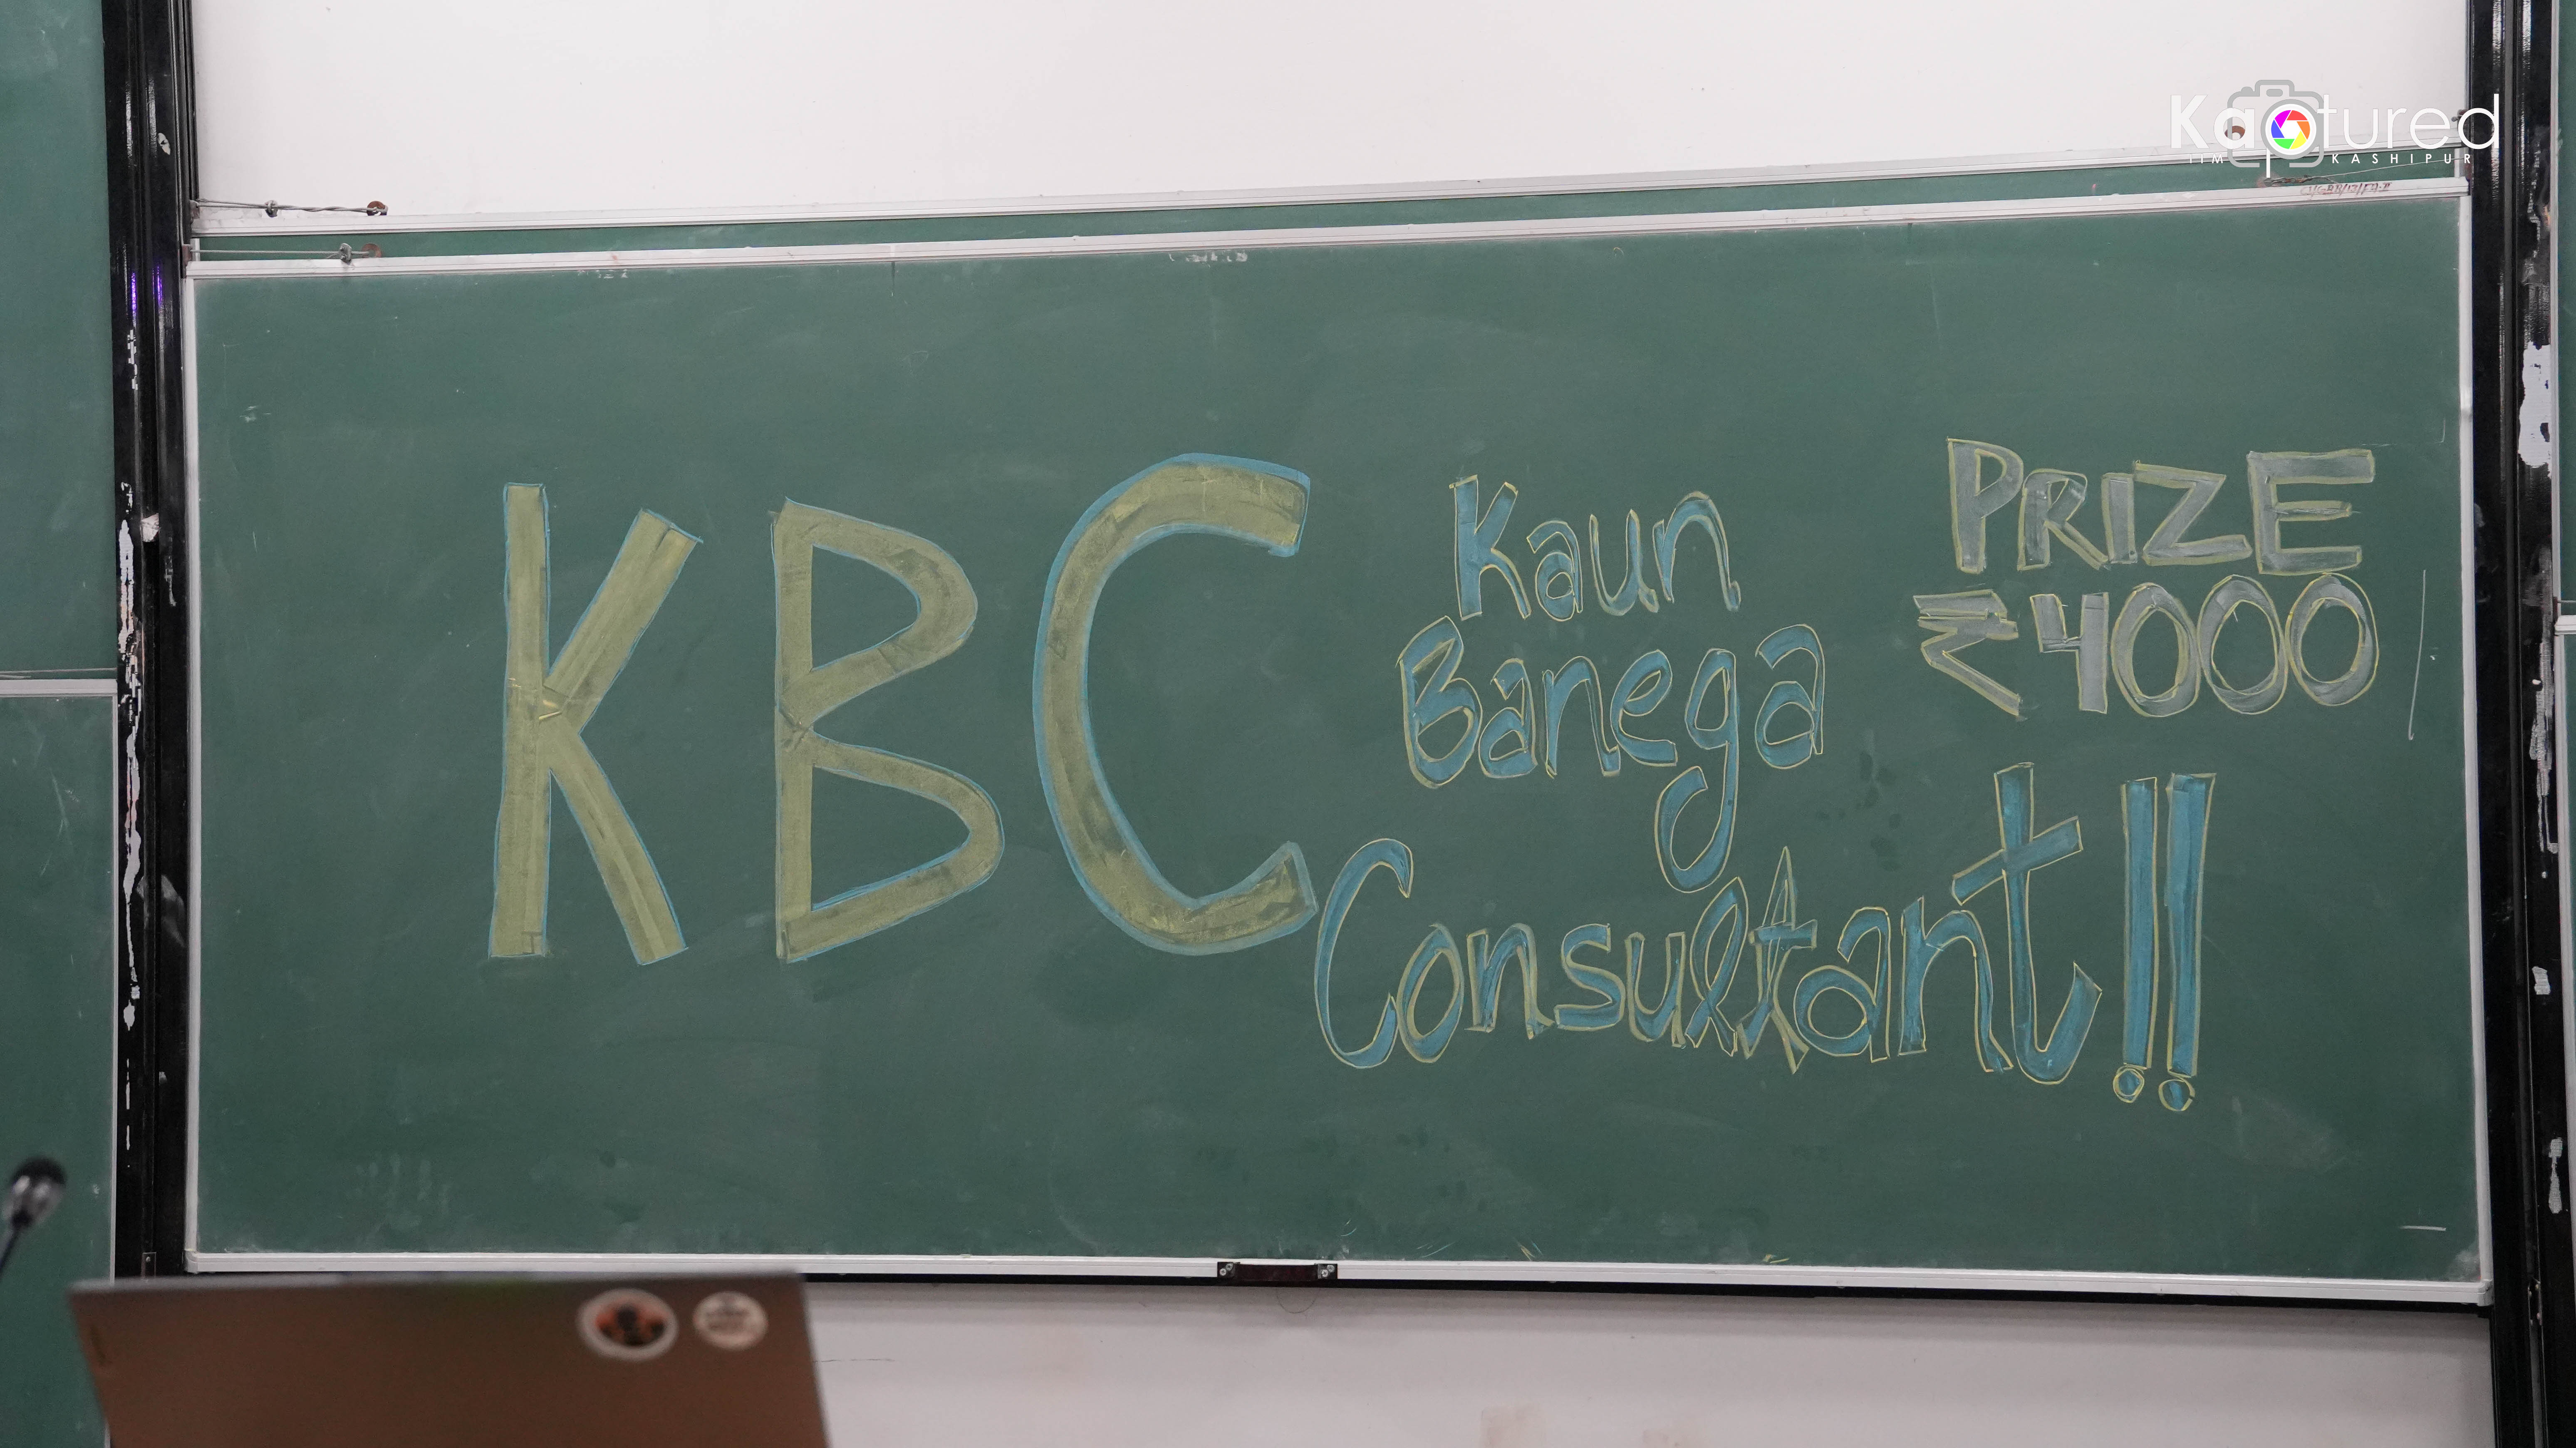 Kaptured
IIM KASHIPUR
KBC
Kaun
Banega
Consultant!!
PRIZE
₹4000